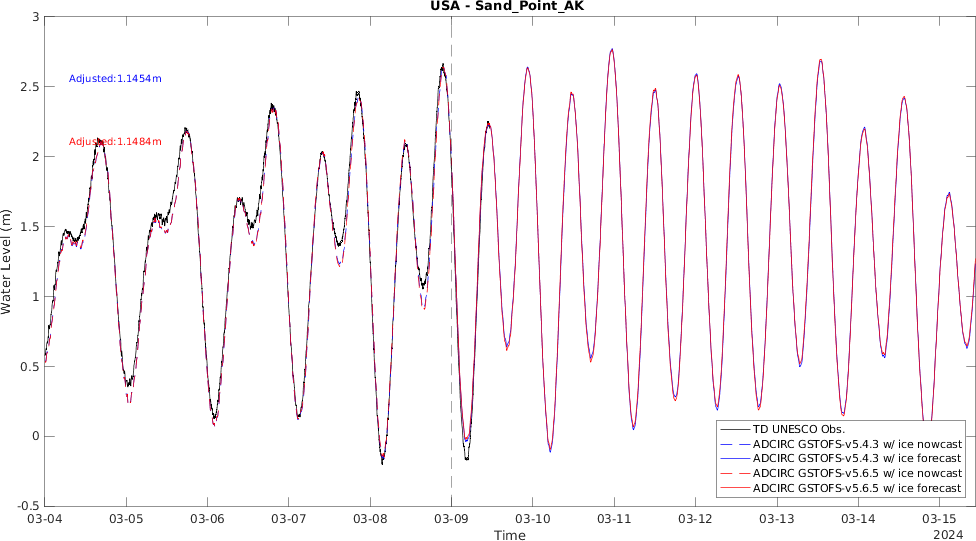 USA - Sand_Point_AK
3
2.5
2
1.5
1
0.5
0
-0.5
Water Level (m)
Adjusted:1.1454m
Adjusted:1.1484m
TD UNESCO Obs.
ADCIRC GSTOFS-v5.4.3 w/ ice nowcast
ADCIRC GSTOFS-v5.4.3 w/ ice forecast
ADCIRC GSTOFS-v5.6.5 w/ ice nowcast
ADCIRC GSTOFS-v5.6.5 w/ ice forecast
03-04 03-05 03-06 03-07 03-08 03-09 03-10 03-11 03-12 03-13 03-14 03-15
Time
2024